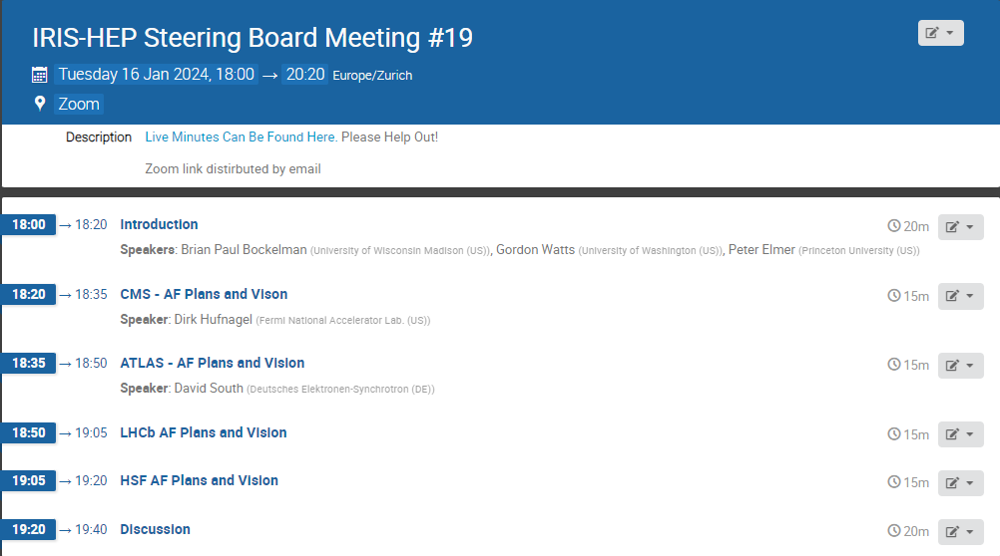 IRIS-HEP Steering Board Meeting #19
Tuesday 16 Jan 2024, 18:00 → 20:20 Europe/Zurich
Zoom
Description Live Minutes Can Be Found Here. Please Help Out!
Zoom link distirbuted by email
18:00 → 18:20 Introduction 20m
Speakers: Brian Paul Bockelman (University of Wisconsin Madison (US)), Gordon Watts (University of Washington (US)), Peter Elmer (Princeton University (US))
18:20 → 18:35 CMS - AF Plans and Vison 15m
Speaker: Dirk Hufnagel (Fermi National Accelerator Lab. (US))
18:35 → 18:50 ATLAS - AF Plans and Vision 15m
Speaker: David South (Deutsches Elektronen-Synchrotron (DE))
18:50 → 19:05 LHCb AF Plans and Vision 15m
19:05 → 19:20 HSF AF Plans and Vision 15m
19:20 → 19:40 Discussion 20m